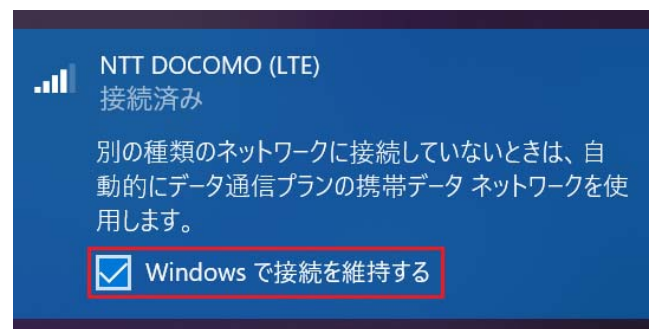 NTT DOCOMO (LTE)
接続済み
別の種類のネットワークに接続していないときは、自
動的にデータ通信プランの携帯データ ネットワークを使
用します。
Windows で接続を維持する